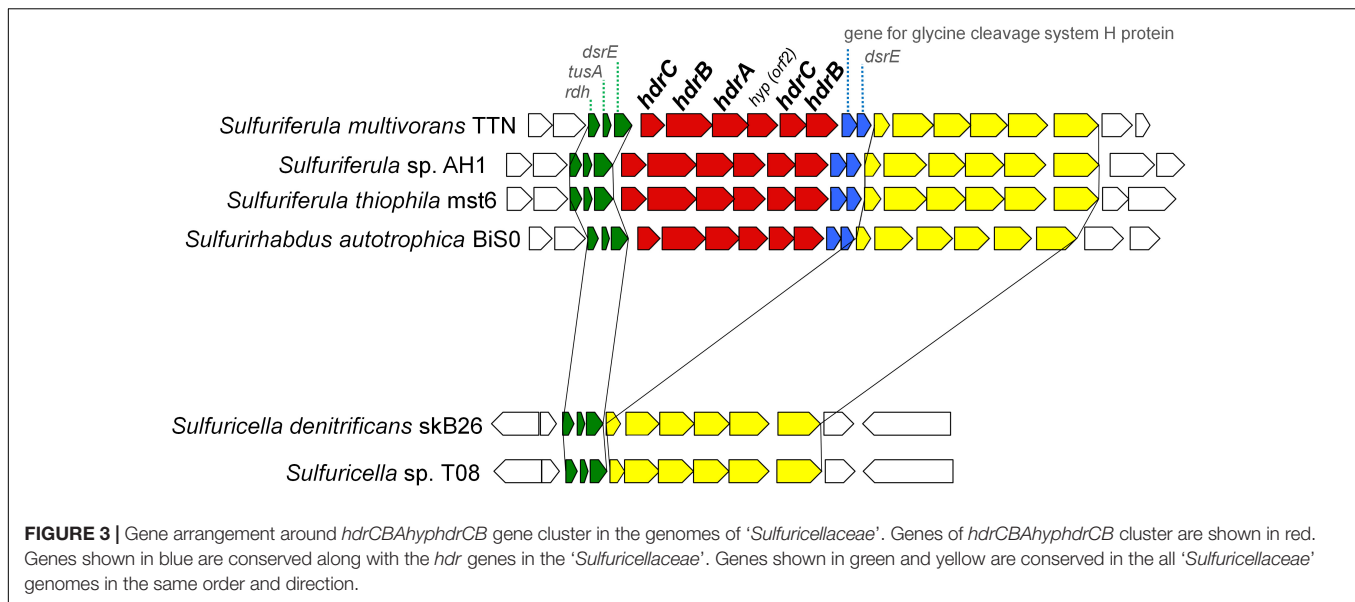 gene for glycine cleavage system H protein
dsrE
tusA
rdh
hdrC
hdrB
hdrA
hyp (orf2)
hdrC
hdrB
dsrE
Sulfuriferula multivorans TTN
Sulfuriferula sp. AH1
Sulfuriferula thiophila mst6
Sulfurirhabdus autotrophica BiS0
Sulfuricella denitrificans skB26
Sulfuricella sp. T08
FIGURE 3 | Gene arrangement around hdrCBAhyphdrCB gene cluster in the genomes of ‘Sulfuricellaceae’. Genes of hdrCBAhyphdrCB cluster are shown in red.
Genes shown in blue are conserved along with the hdr genes in the ‘Sulfuricellaceae’. Genes shown in green and yellow are conserved in the all ‘Sulfuricellaceae’
genomes in the same order and direction.